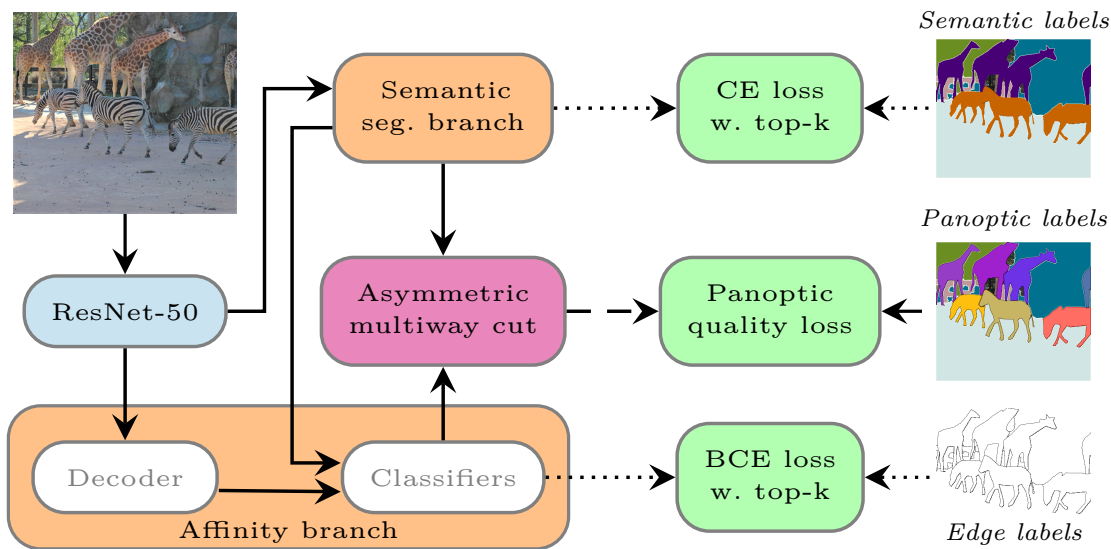 Semantic labels
Semantic
seg. branch
CE loss
w. top-k
Panoptic labels
ResNet-50
Asymmetric
multiway cut
Panoptic
quality loss
Decoder
Classifiers
BCE loss
w. top-k
Affinity branch
Edge labels